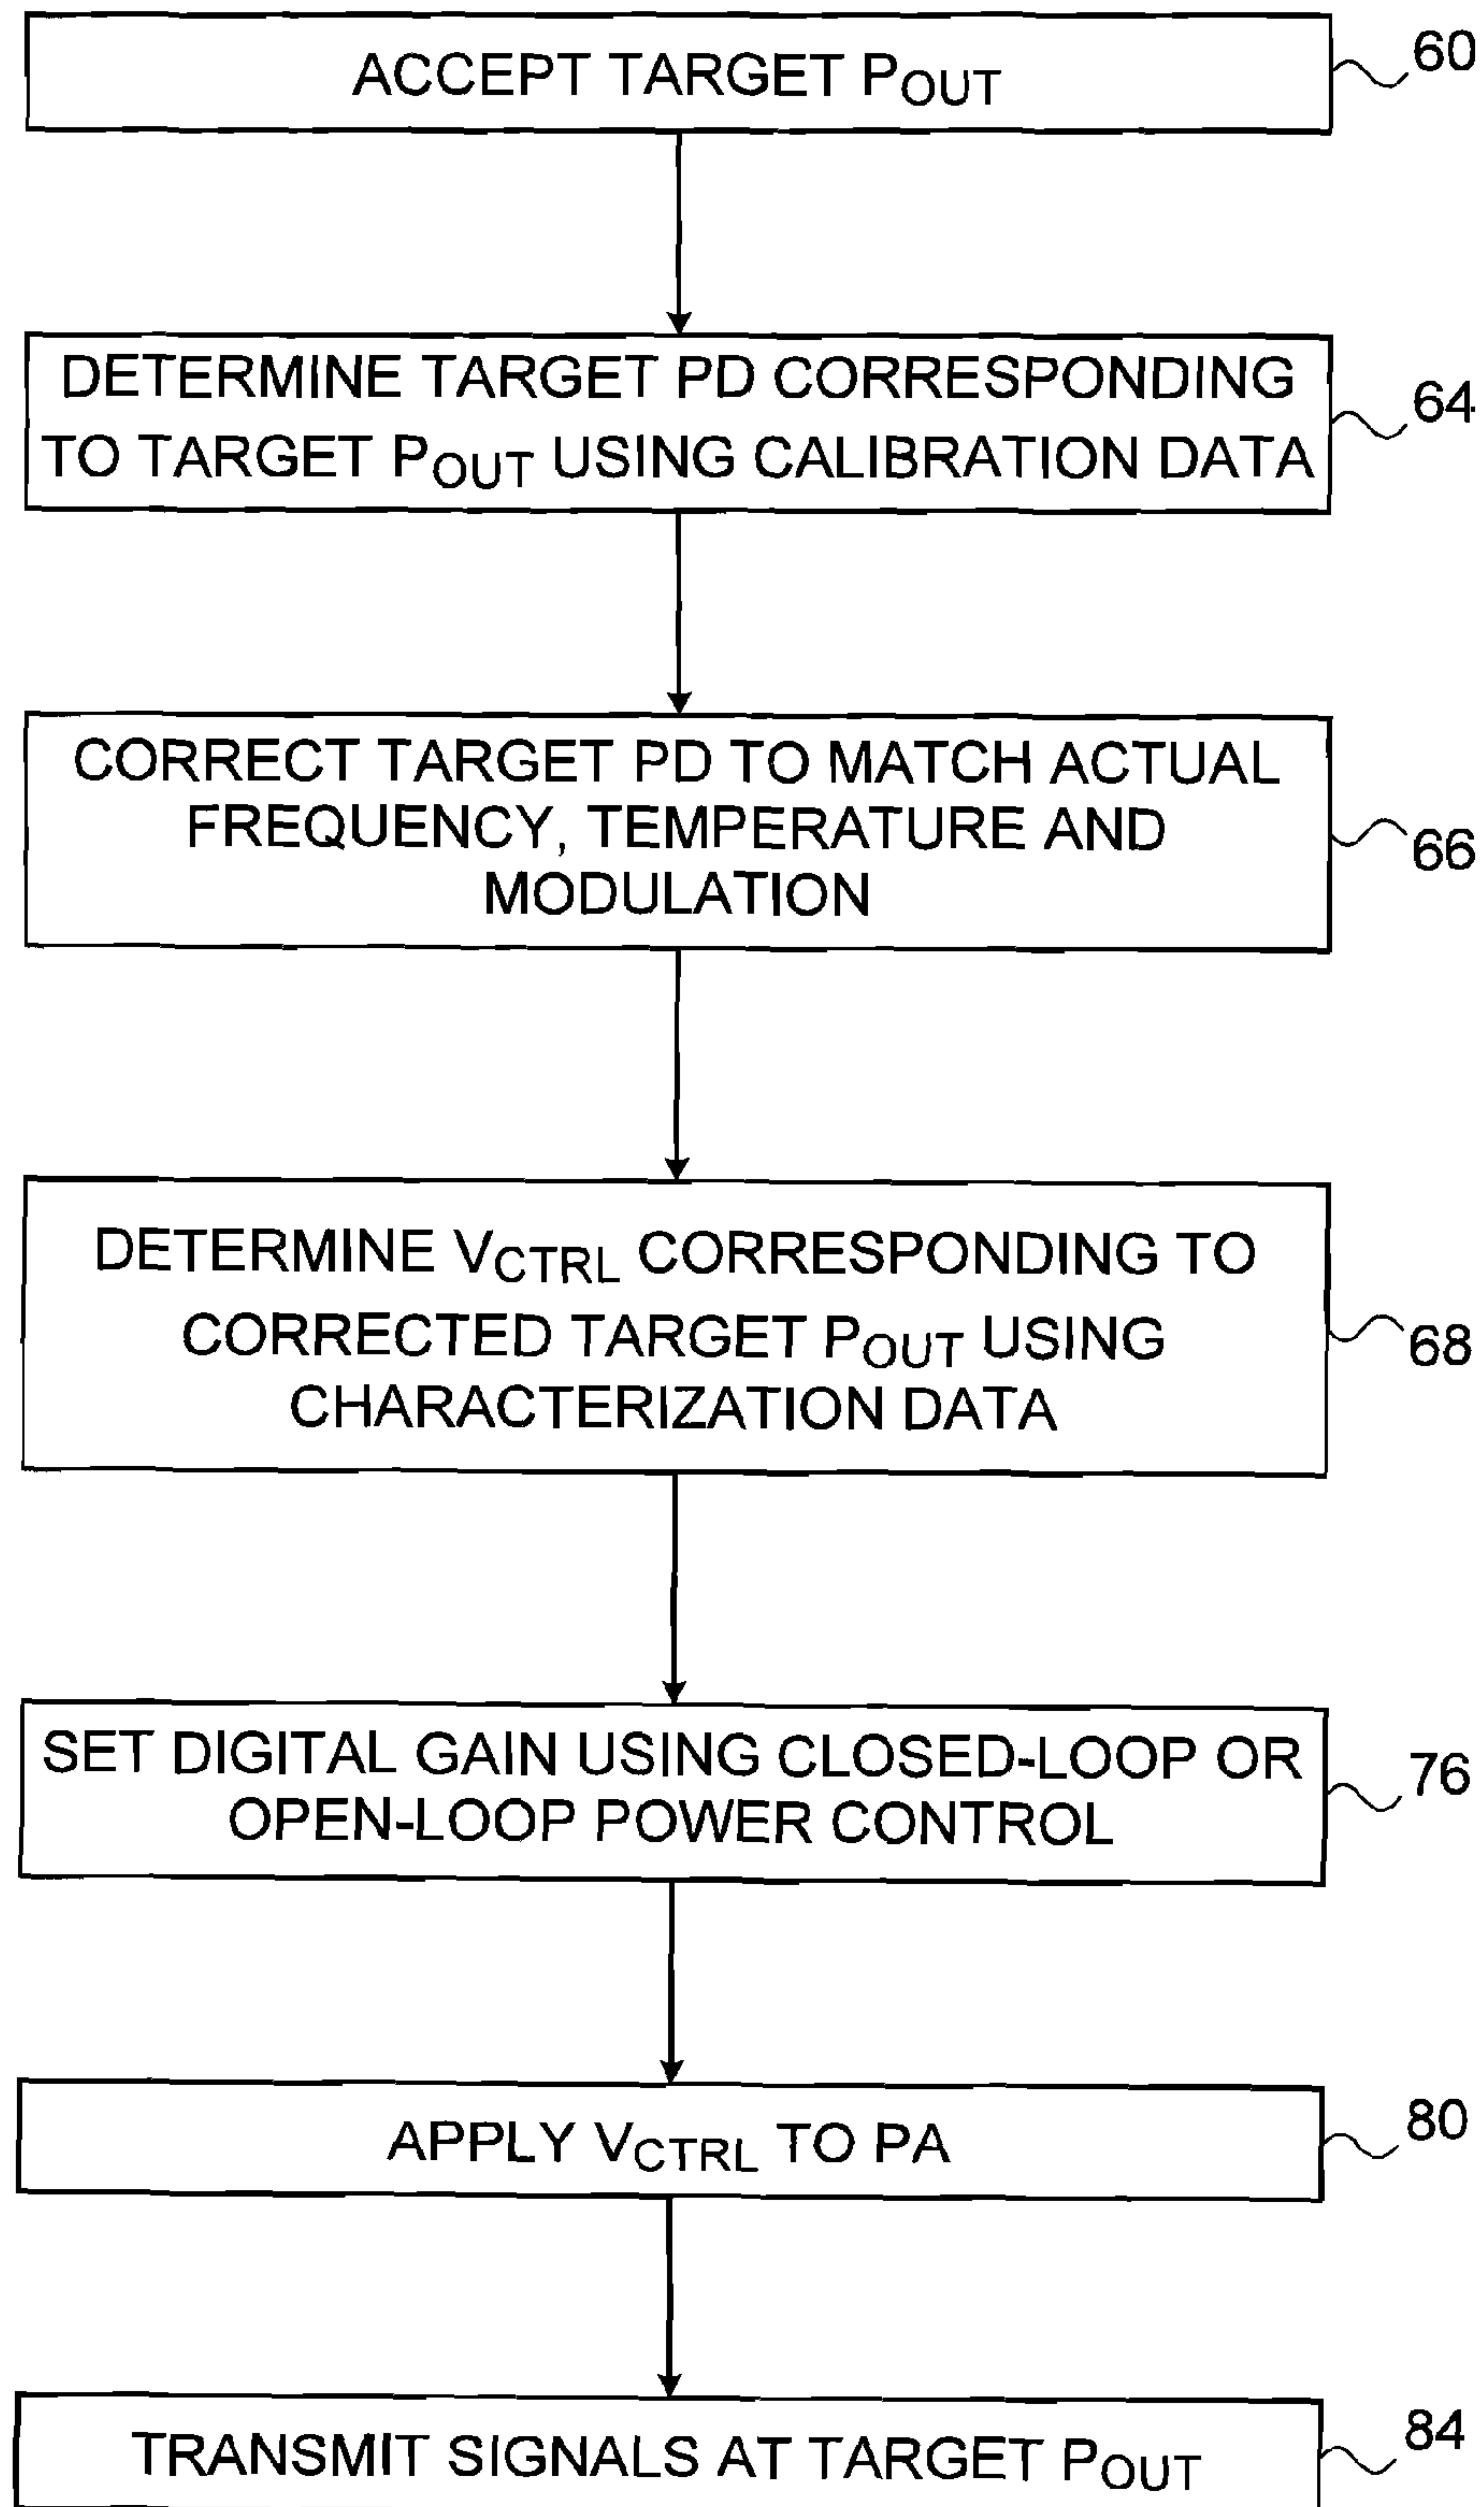 ACCEPT TARGET POUT
60
DETERMINE TARGET PD CORRESPONDING
TO TARGET POUT USING CALIBRATION DATA
64
CORRECT TARGET PD TO MATCH ACTUAL
FREQUENCY, TEMPERATURE AND
MODULATION
66
DETERMINE VCTRL CORRESPONDING TO
CORRECTED TARGET POUT USING
CHARACTERIZATION DATA
68
SET DIGITAL GAIN USING CLOSED-LOOP OR
OPEN-LOOP POWER CONTROL
76
APPLY VCTRL TO PA
80
TRANSMIT SIGNALS AT TARGET POUT
84